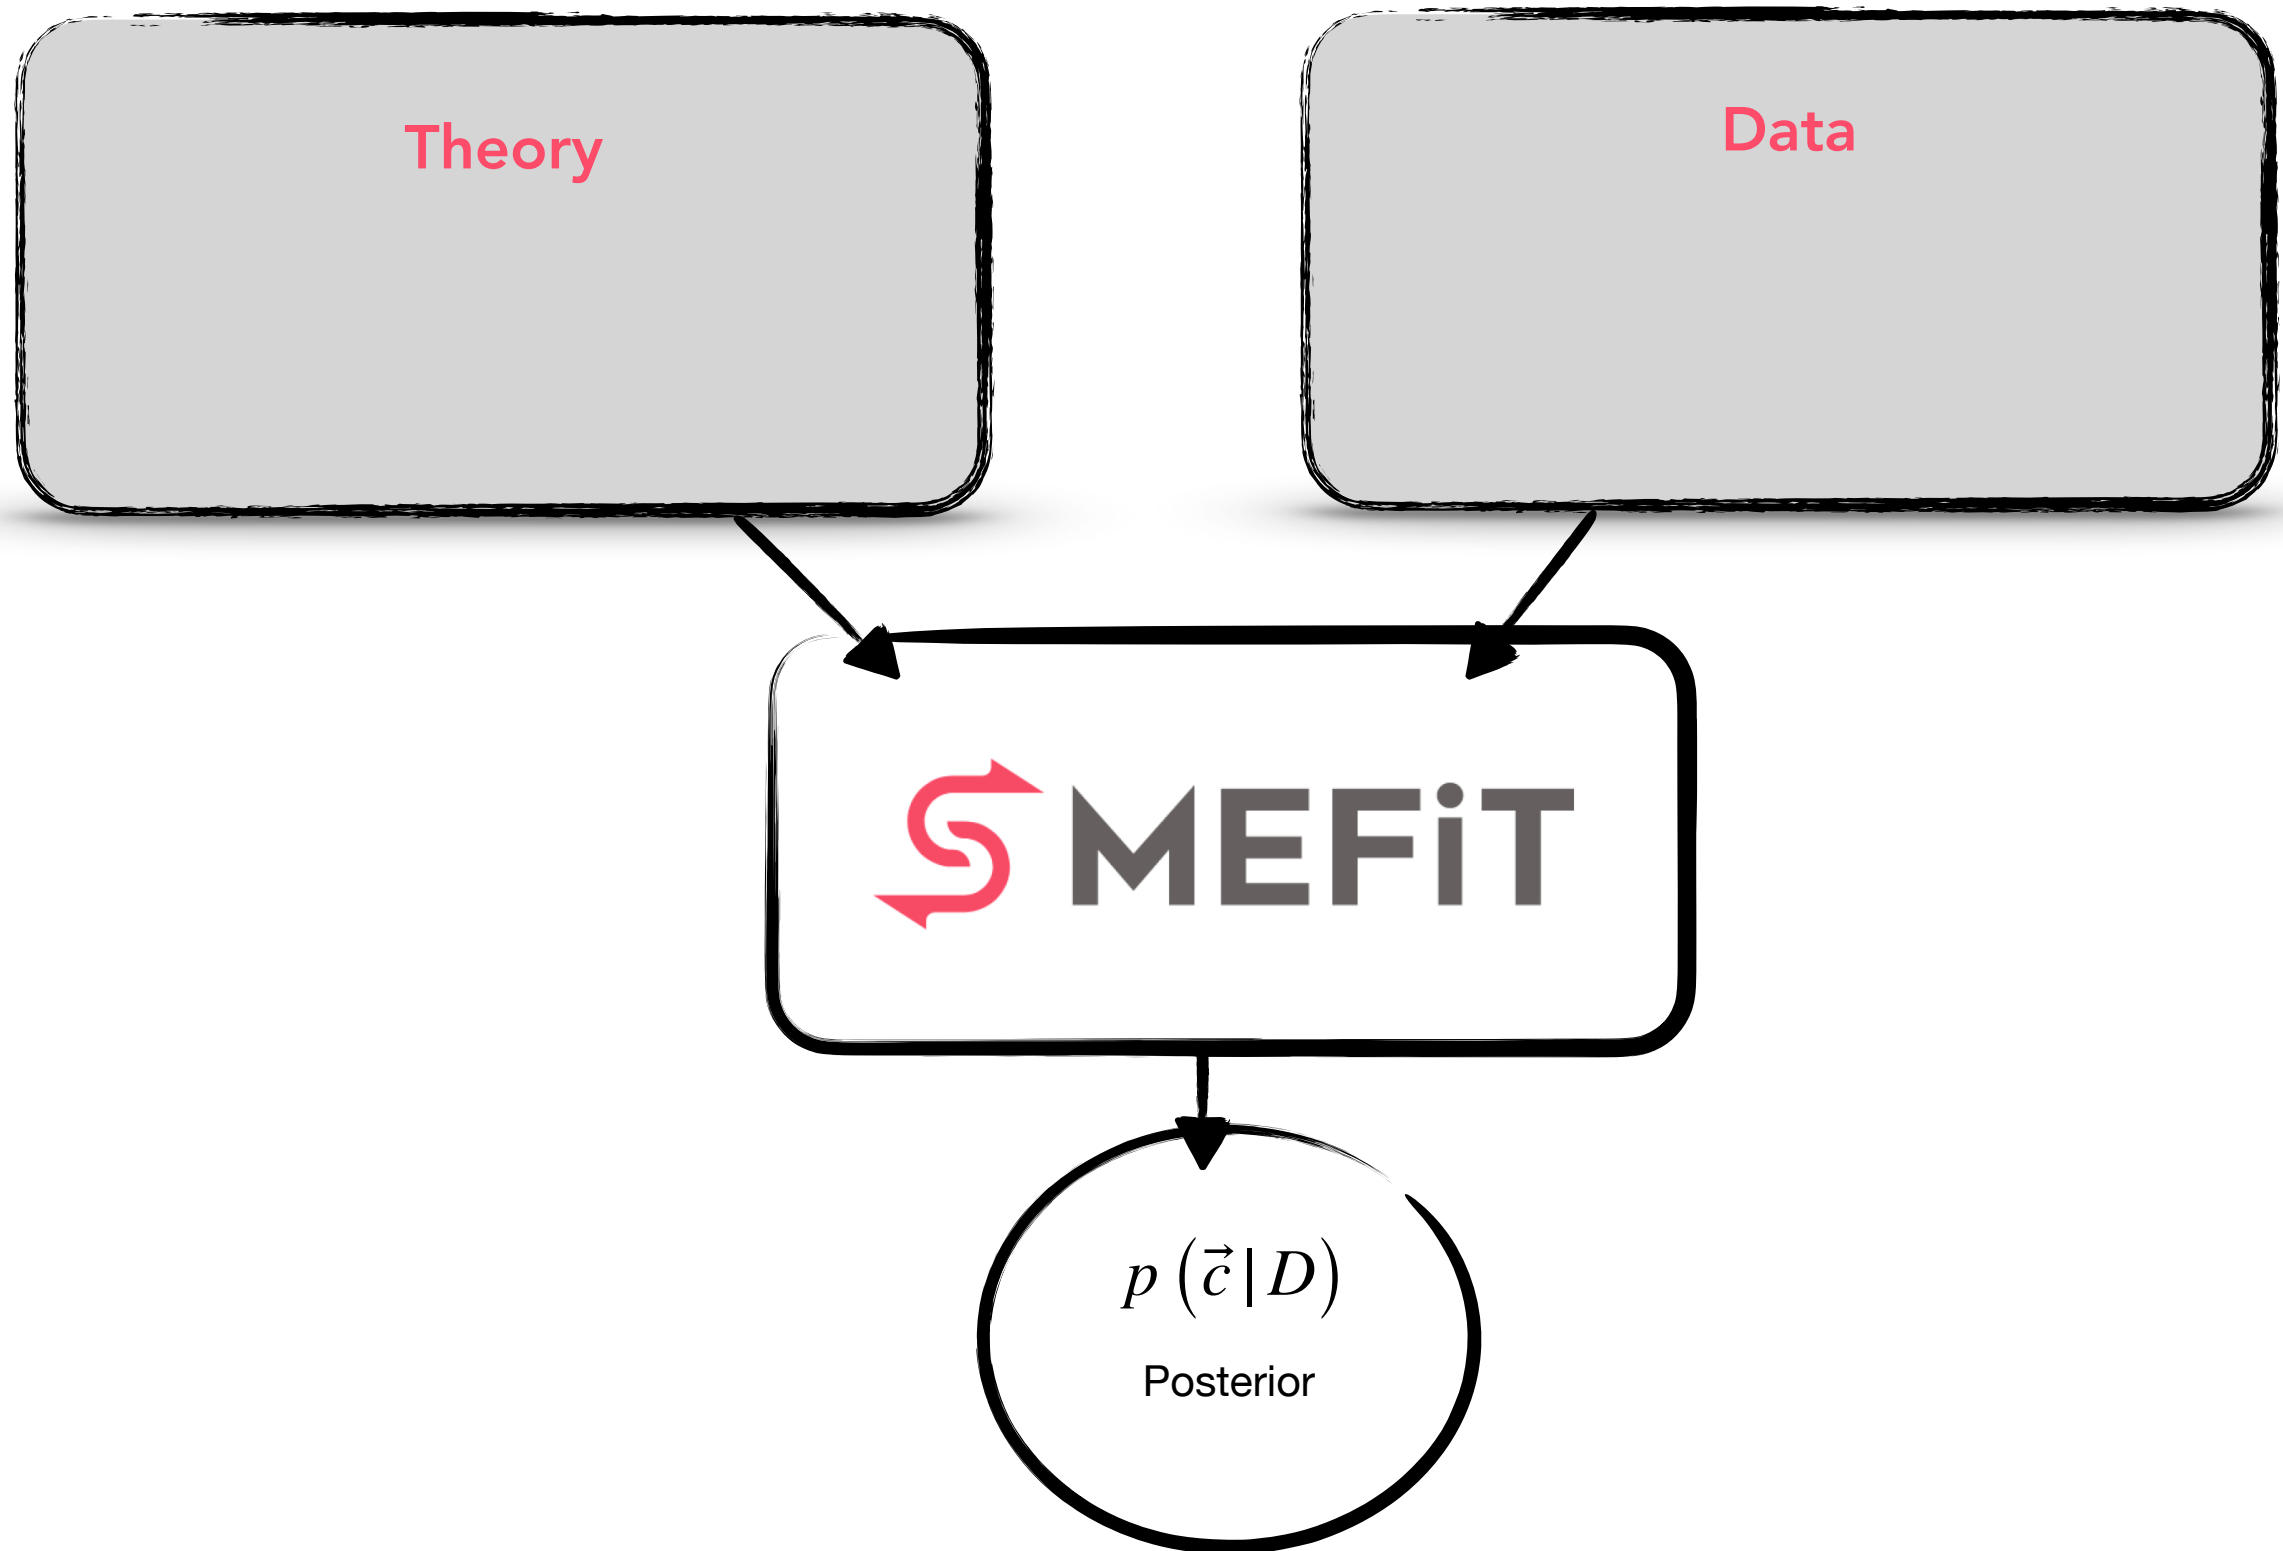 Theory
Data
SMEFiT
p (c⃗ | D)
Posterior